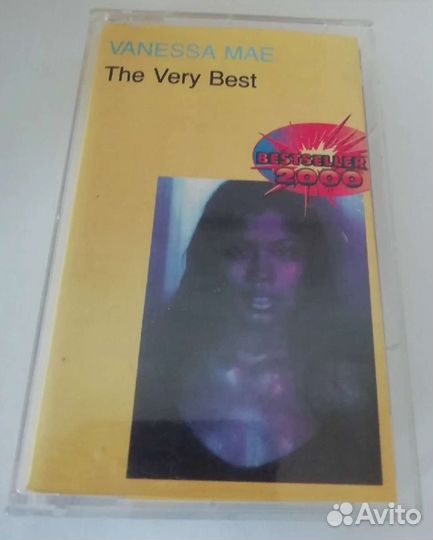 VANESSA MAE
The Very Best
BESTSELLER
2000
Avito